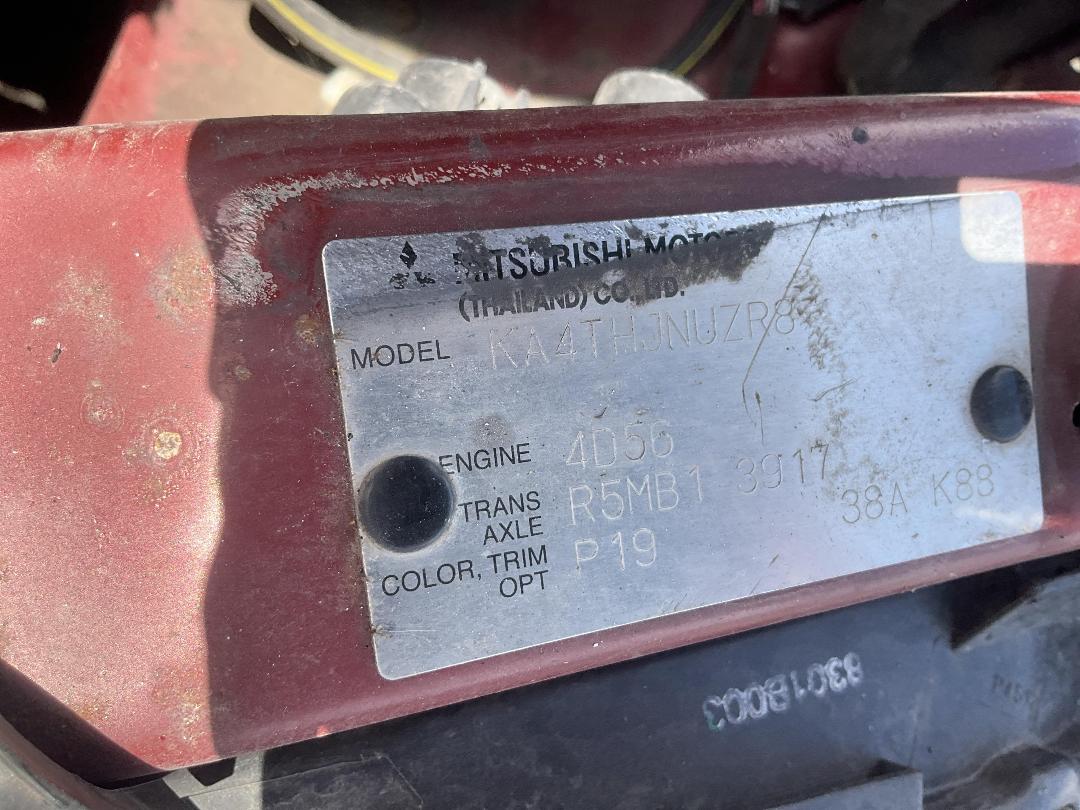 MITSUBISHI MOTORS
(THAILAND) CO., LTD.
MODEL KA4THJNUZR8
ENGINE 4D56
TRANS AXLE R5MB1 3917
COLOR, TRIM OPT P19 38A K88
8301B003